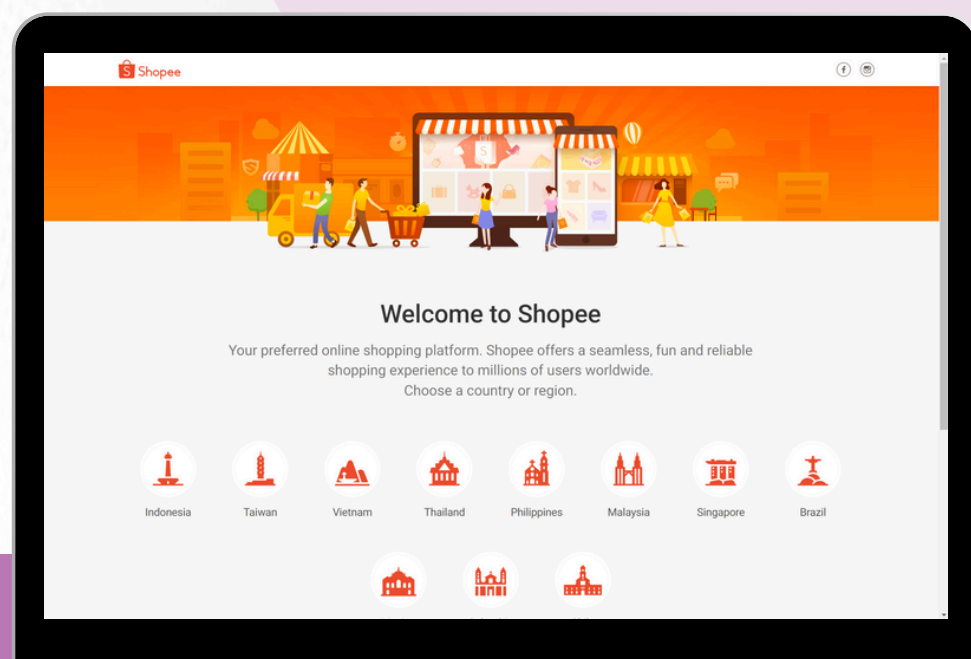 Shopee
Welcome to Shopee
Your preferred online shopping platform. Shopee offers a seamless, fun and reliable
shopping experience to millions of users worldwide.
Choose a country or region.
Indonesia
Taiwan
Vietnam
Thailand
Philippines
Malaysia
Singapore
Brazil